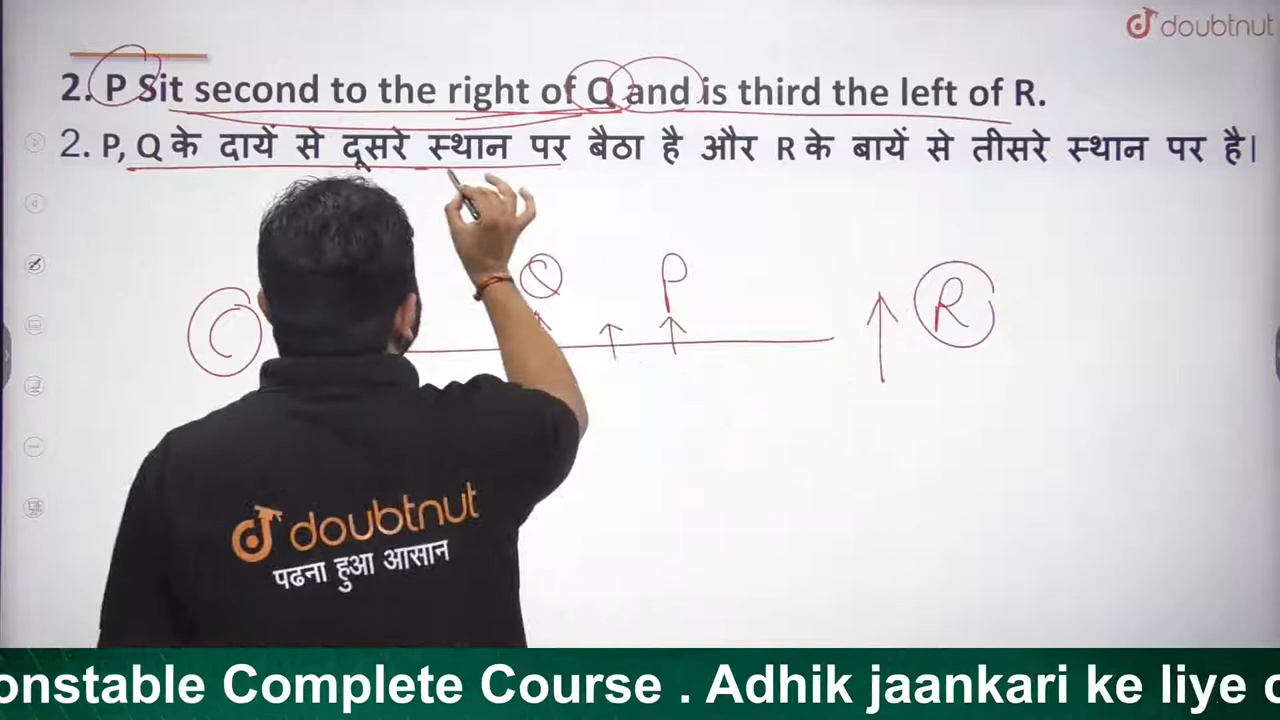 doubtnut
2. P Sit second to the right of Q and is third the left of R.
2. P, Q के दायें से दूसरे स्थान पर बैठा है और R के बायें से तीसरे स्थान पर है।
Q P R
doubtnut
पढना हुआ आसान
onstable Complete Course . Adhik jaankari ke liye